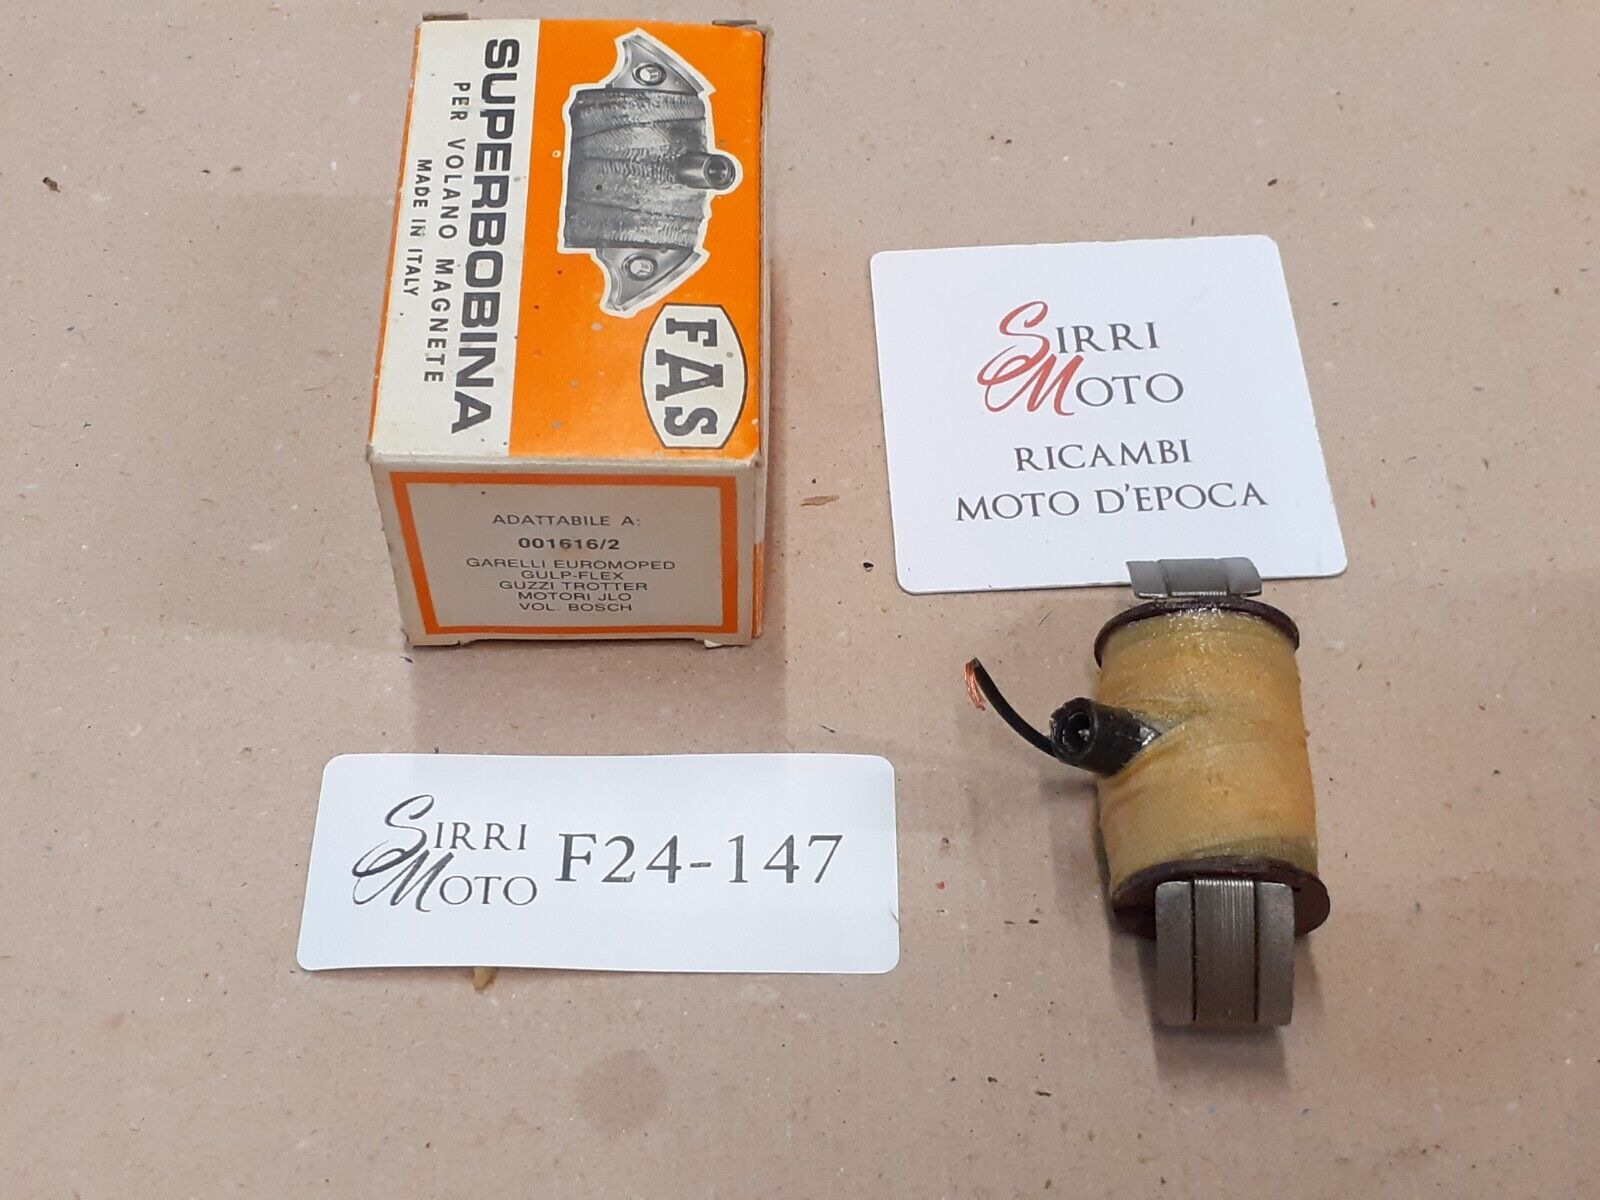 SUPERBOBINA
PER VOLANO MAGNETE
MADE IN ITALY
FAS
ADATTABILE A:
001616/2
GARELLI EUROMOPED
GULP-FLEX
GUZZI TROTTER
MOTORI JLO
VOL. BOSCH
SIRRI
MOTO
RICAMBI
MOTO D'EPOCA
SIRRI
MOTO
F24-147